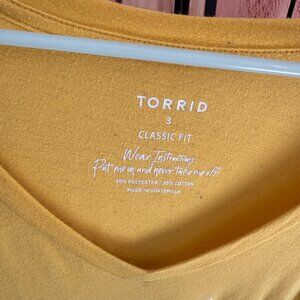 TORRID
3
CLASSIC FIT
Wear Instructions
Put me on and never take me off!
65% POLYESTER / 35% COTTON
MADE IN GUATEMALA